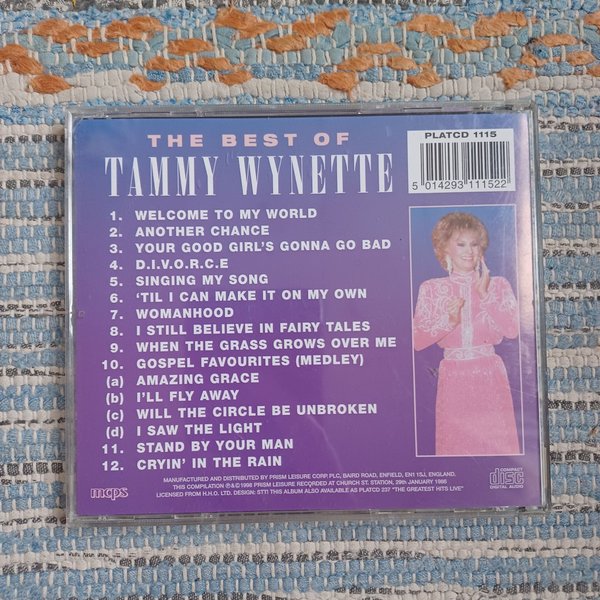 THE BEST OF
TAMMY WYNETTE
PLATCD 1115
5 014293 111522
1. WELCOME TO MY WORLD
2. ANOTHER CHANCE
3. YOUR GOOD GIRL'S GONNA GO BAD
4. D.I.V.O.R.C.E
5. SINGING MY SONG
6. 'TIL I CAN MAKE IT ON MY OWN
7. WOMANHOOD
8. I STILL BELIEVE IN FAIRY TALES
9. WHEN THE GRASS GROWS OVER ME
10. GOSPEL FAVOURITES (MEDLEY)
(a) AMAZING GRACE
(b) I'LL FLY AWAY
(c) WILL THE CIRCLE BE UNBROKEN
(d) I SAW THE LIGHT
11. STAND BY YOUR MAN
12. CRYIN' IN THE RAIN
mcps
MANUFACTURED AND DISTRIBUTED BY PRISM LEISURE CORP. PLC, BAIRD ROAD, ENFIELD, EN1 1SJ, ENGLAND.
THIS COMPILATION ℗ & © 1996 PRISM LEISURE RECORDED AT CHURCH ST. STATION, 29th JANUARY 1986
LICENSED FROM H.H.O. LTD. DESIGN: STT! THIS ALBUM ALSO AVAILABLE AS PLATCD 237 "THE GREATEST HITS LIVE"
COMPACT
disc
DIGITAL AUDIO